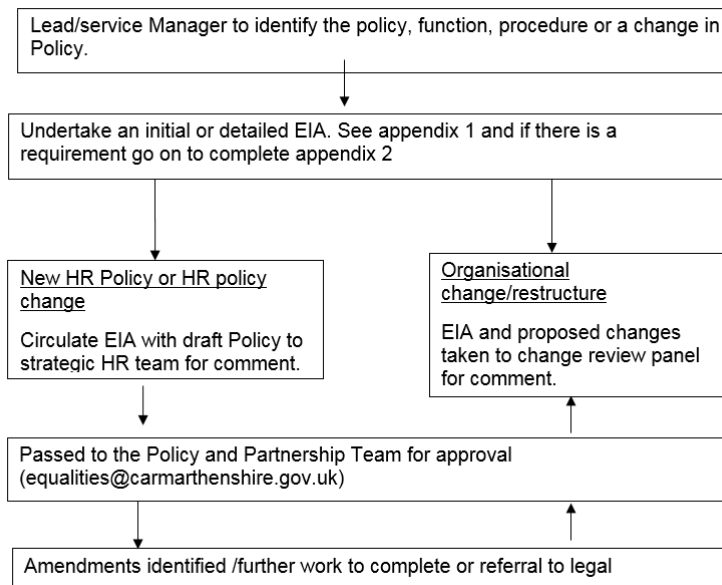 Lead/service Manager to identify the policy, function, procedure or a change in
Policy.
Undertake an initial or detailed EIA. See appendix 1 and if there is a
requirement go on to complete appendix 2
New HR Policy or HR policy
change
Circulate EIA with draft Policy to
strategic HR team for comment.
Organisational
change/restructure
EIA and proposed changes
taken to change review panel
for comment.
Passed to the Policy and Partnership Team for approval
(equalities@carmarthenshire.gov.uk)
Amendments identified /further work to complete or referral to legal